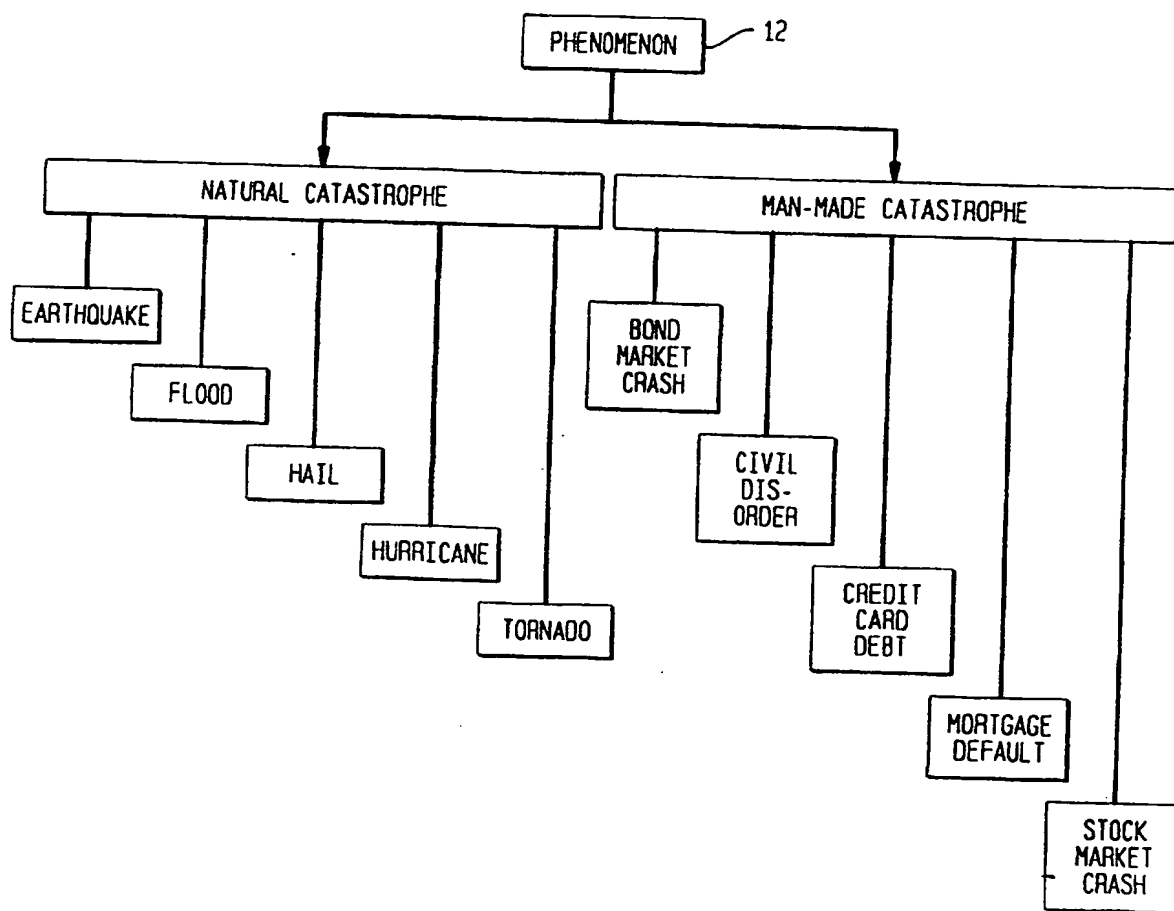 PHENOMENON
12
NATURAL CATASTROPHE
MAN-MADE CATASTROPHE
EARTHQUAKE
FLOOD
HAIL
HURRICANE
TORNADO
BOND
MARKET
CRASH
CIVIL
DIS-
ORDER
CREDIT
CARD
DEBT
MORTGAGE
DEFAULT
STOCK
MARKET
CRASH